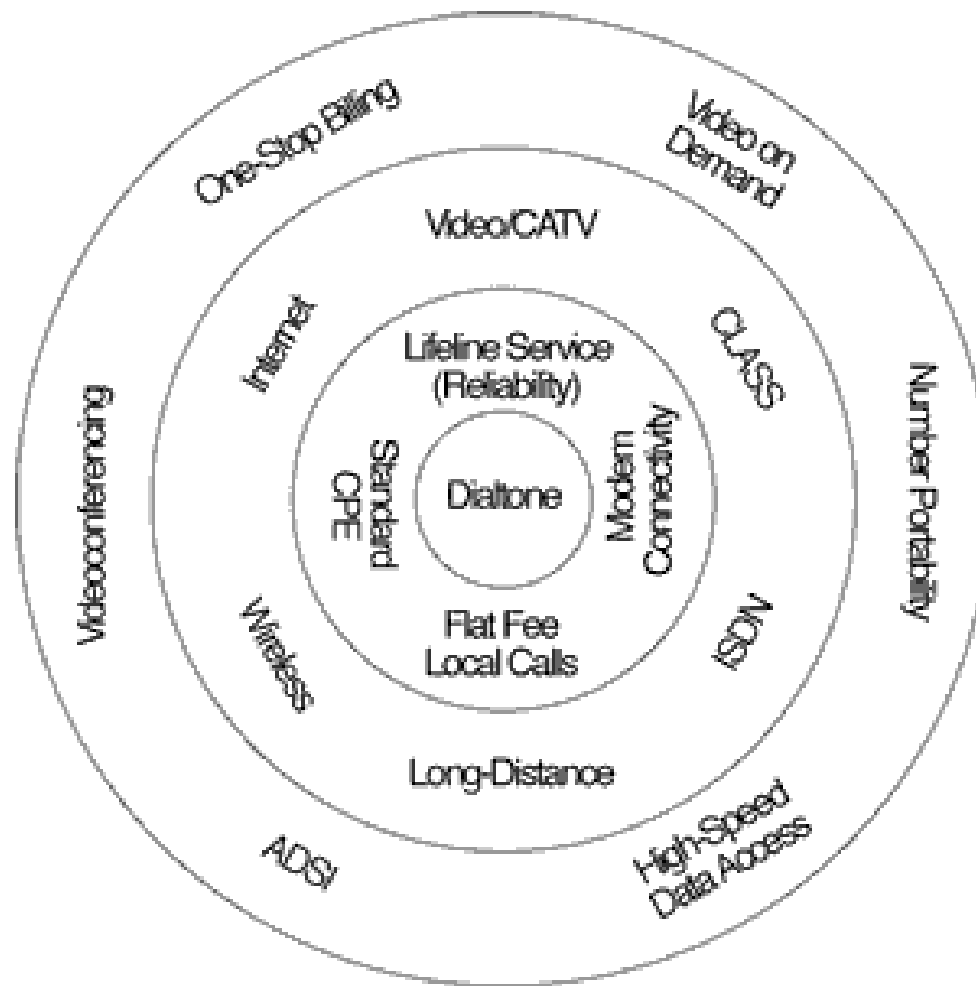 One-Stop Billing
Video on
Demand
Video/CATV
Internet
CLASS
Lifeline Service
(Reliability)
Videoconferencing
Standard
CPE
Dialtone
Modem
Connectivity
Number Portability
Flat Fee
Local Calls
Wireless
ISDN
Long-Distance
ADSI
High-Speed
Data Access